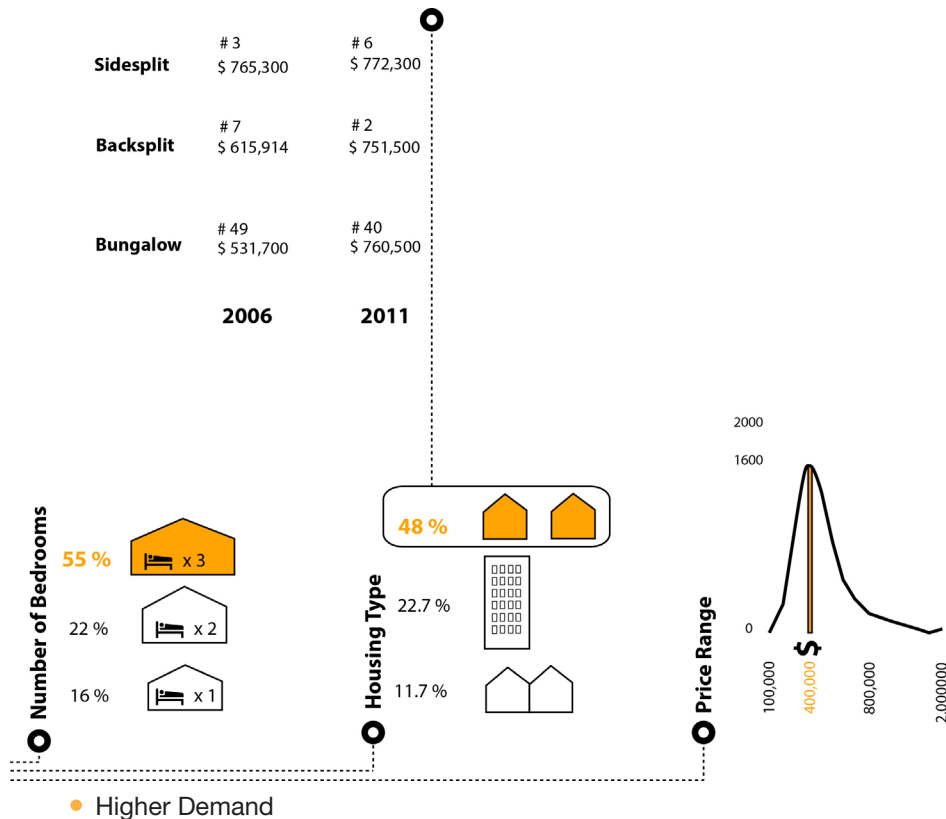 # 3
# 6
Sidesplit
$ 765,300
$ 772,300
# 7
# 2
Backsplit
$ 615,914
$ 751,500
# 49
# 40
Bungalow
$ 531,700
$ 760,500
2006
2011
Number of Bedrooms
55 %
x 3
22 %
x 2
16 %
x 1
Housing Type
48 %
22.7 %
11.7 %
Price Range
2000
1600
0
$
100,000
400,000
800,000
2.000000
Higher Demand